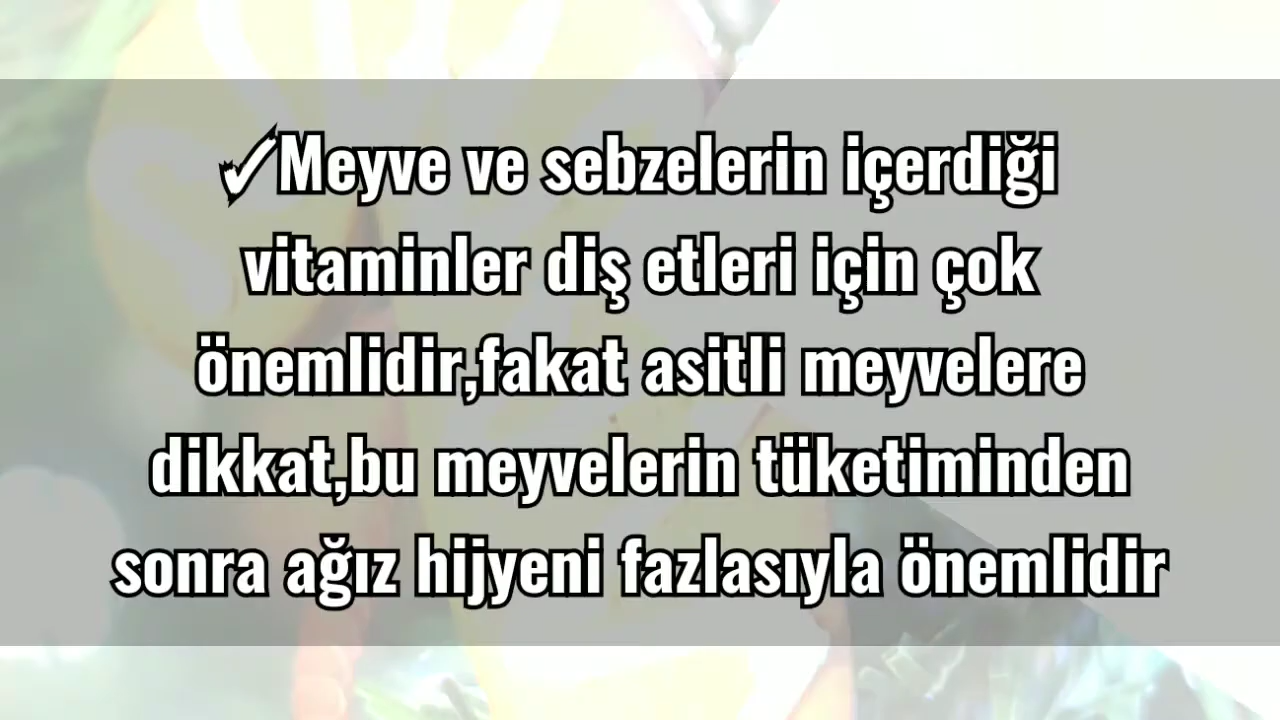 ✓Meyve ve sebzelerin içerdiği
vitaminler diş etleri için çok
önemlidir,fakat asitli meyvelere
dikkat,bu meyvelerin tüketiminden
sonra ağız hijyeni fazlasıyla önemlidir